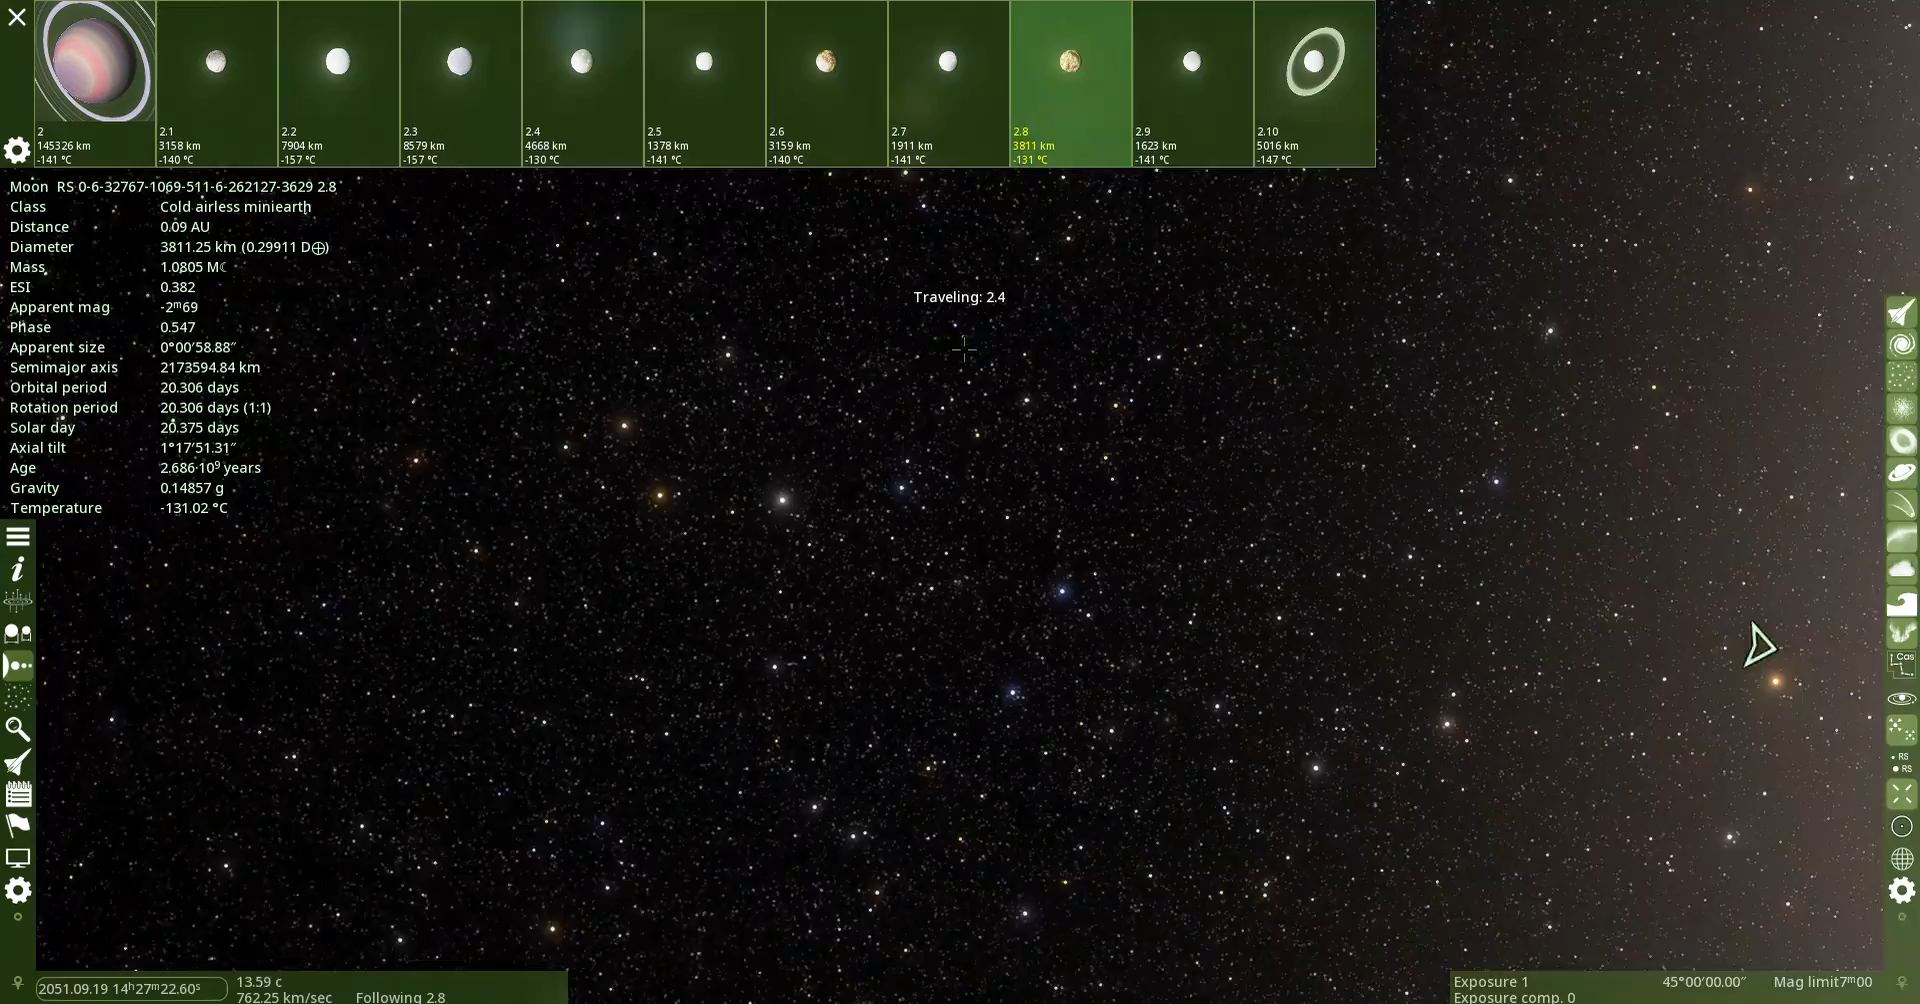 2
145326 km
-141 °C
2.1
3158 km
-140 °C
2.2
7904 km
-157 °C
2.3
8579 km
-157 °C
2.4
4668 km
-130 °C
2.5
1378 km
-141 °C
2.6
3159 km
-140 °C
2.7
1911 km
-141 °C
2.8
3811 km
-131 °C
2.9
1623 km
-141 °C
2.10
5016 km
-147 °C
Moon RS 0-6-32767-1069-511-6-262127-3629 2.8
Class Cold airless miniearth
Distance 0.09 AU
Diameter 3811.25 km (0.29911 D⨁)
Mass 1.0805 M☾
ESI 0.382
Apparent mag -2ᵐ69
Phase 0.547
Apparent size 0°00′58.88″
Semimajor axis 2173594.84 km
Orbital period 20.306 days
Rotation period 20.306 days (1:1)
Solar day 20.375 days
Axial tilt 1°17′51.31″
Age 2.686·10⁹ years
Gravity 0.14857 g
Temperature -131.02 °C
Traveling: 2.4
Cas
RS
RS
2051.09.19 14ʰ27ᵐ22.60ˢ
13.59 c
762.25 km/sec Following 2.8
Exposure 1 45°00′00.00″ Mag limit 7ᵐ00
Exposure comp. 0